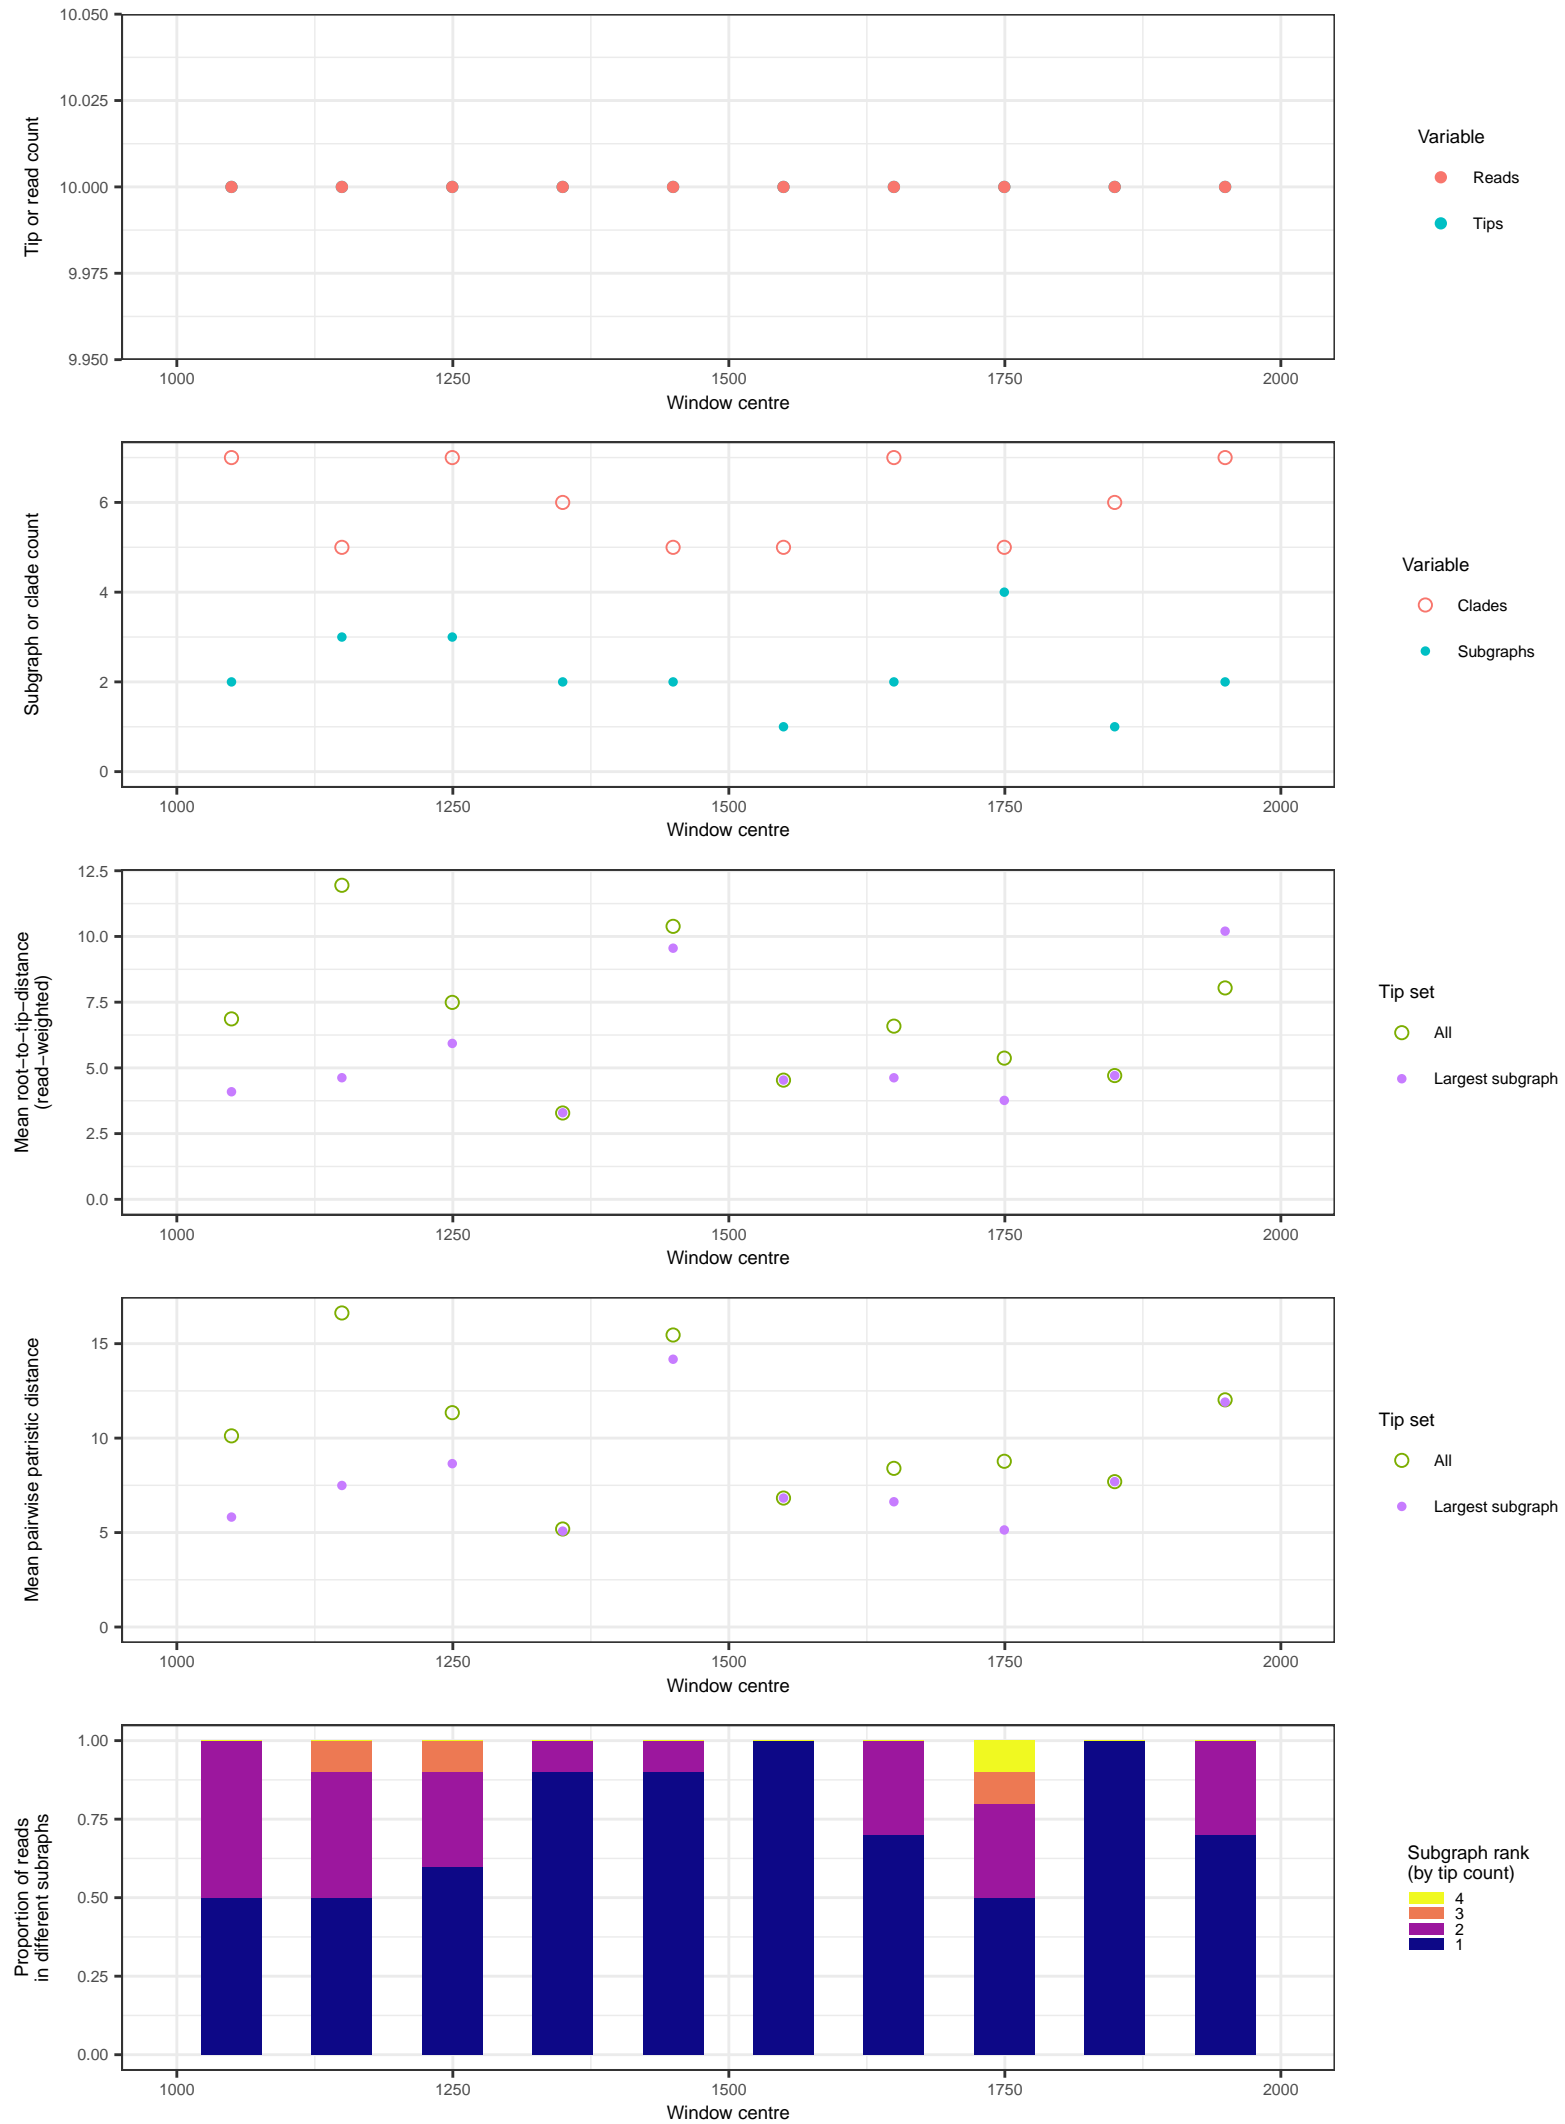 10.050
10.025
10.000
9.975
9.950
Tip or read count
1000 1250 1500 1750 2000
Window centre
Variable
Reads
Tips
6
4
2
0
Subgraph or clade count
1000 1250 1500 1750 2000
Window centre
Variable
Clades
Subgraphs
12.5
10.0
7.5
5.0
2.5
0.0
Mean root−to−tip−distance
(read−weighted)
1000 1250 1500 1750 2000
Window centre
Tip set
All
Largest subgraph
15
10
5
0
Mean pairwise patristic distance
1000 1250 1500 1750 2000
Window centre
Tip set
All
Largest subgraph
1.00
0.75
0.50
0.25
0.00
Proportion of reads
in different subraphs
1000 1250 1500 1750 2000
Window centre
Subgraph rank
(by tip count)
4
3
2
1